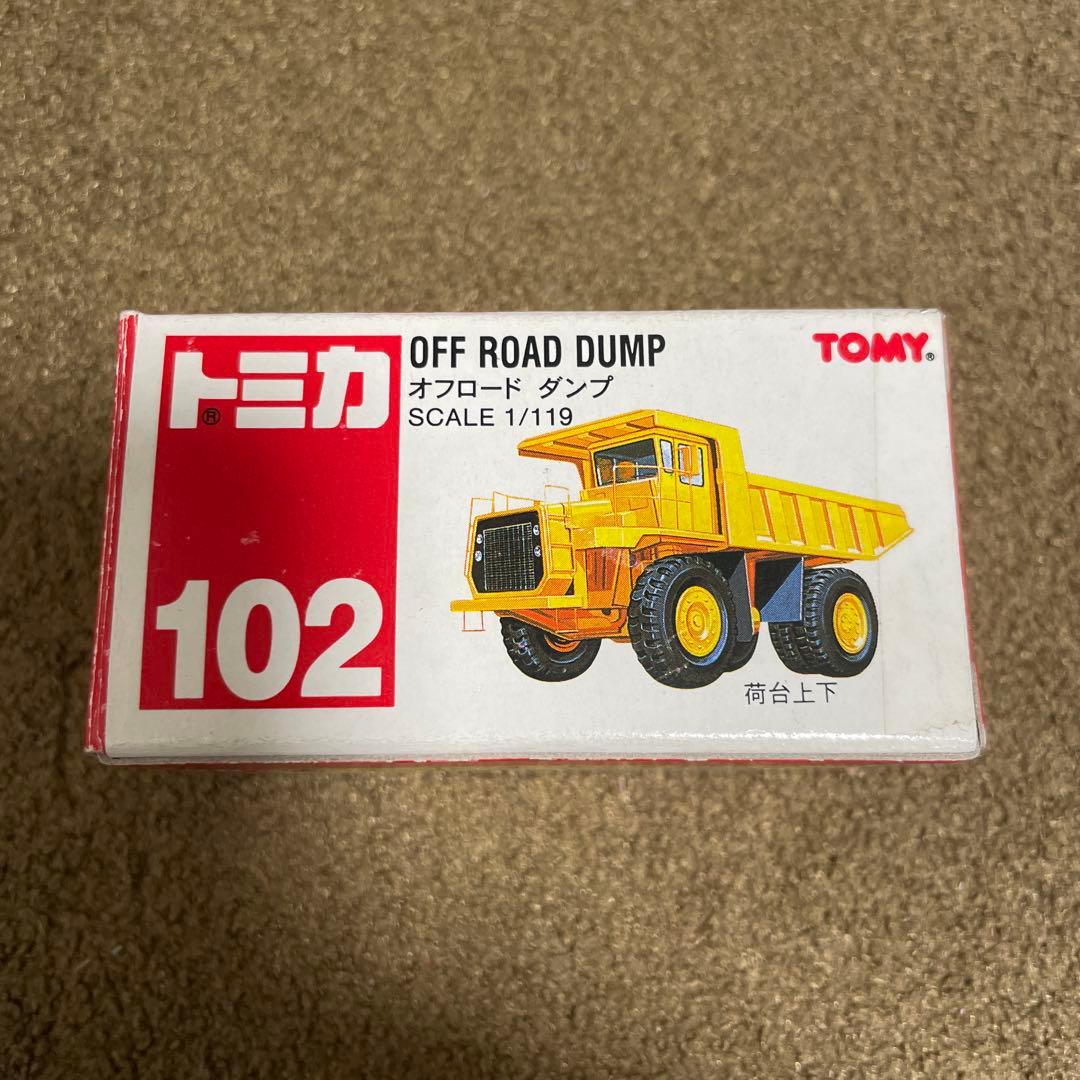 トミカ®
102
OFF ROAD DUMP
オフロード ダンプ
SCALE 1/119
TOMY®
荷台上下